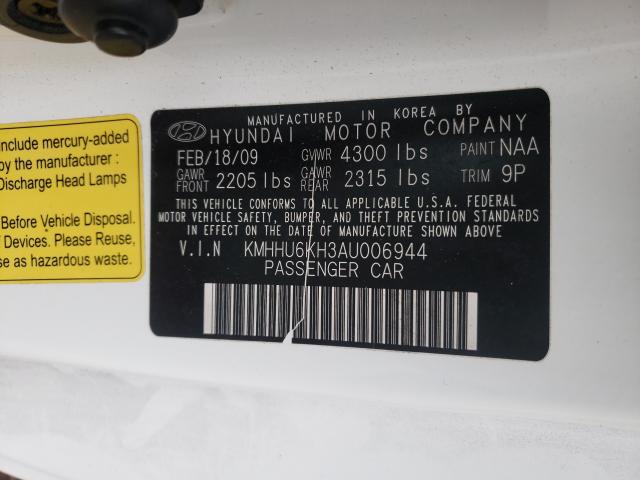 include mercury-added
by the manufacturer :
Discharge Head Lamps
Before Vehicle Disposal.
f Devices. Please Reuse,
se as hazardous waste.
MANUFACTURED IN KOREA BY
HYUNDAI MOTOR COMPANY
FEB/18/09 GVWR 4300 lbs PAINT NAA
GAWR FRONT 2205 lbs GAWR REAR 2315 lbs TRIM 9P
THIS VEHICLE CONFORMS TO ALL APPLICABLE U.S.A. FEDERAL
MOTOR VEHICLE SAFETY, BUMPER, AND THEFT PREVENTION STANDARDS
IN EFFECT ON THE DATE OF MANUFACTURE SHOWN ABOVE
V.I.N KMHHU6KH3AU006944
PASSENGER CAR